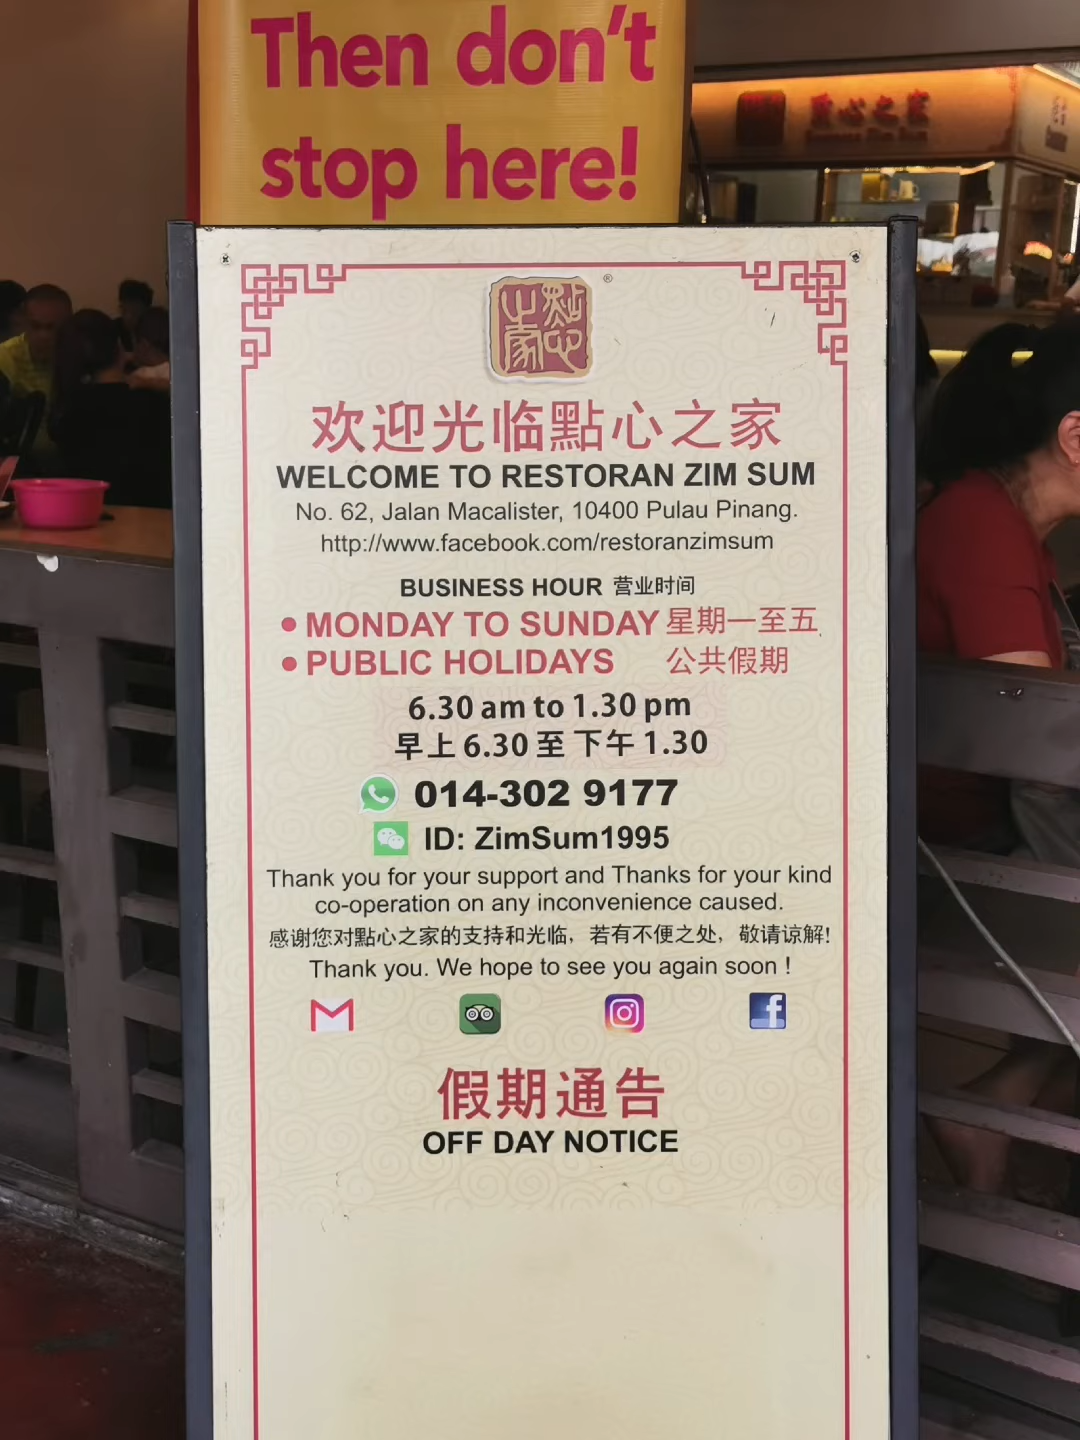 Then don't
stop here!
點心之家
®
欢迎光临點心之家
WELCOME TO RESTORAN ZIM SUM
No. 62, Jalan Macalister, 10400 Pulau Pinang.
http://www.facebook.com/restoranzimsum
BUSINESS HOUR 营业时间
• MONDAY TO SUNDAY 星期一至五
• PUBLIC HOLIDAYS 公共假期
6.30 am to 1.30 pm
早上 6.30 至 下午 1.30
014-302 9177
ID: ZimSum1995
Thank you for your support and Thanks for your kind
co-operation on any inconvenience caused.
感谢您对點心之家的支持和光临，若有不便之处，敬请谅解!
Thank you. We hope to see you again soon !
假期通告
OFF DAY NOTICE